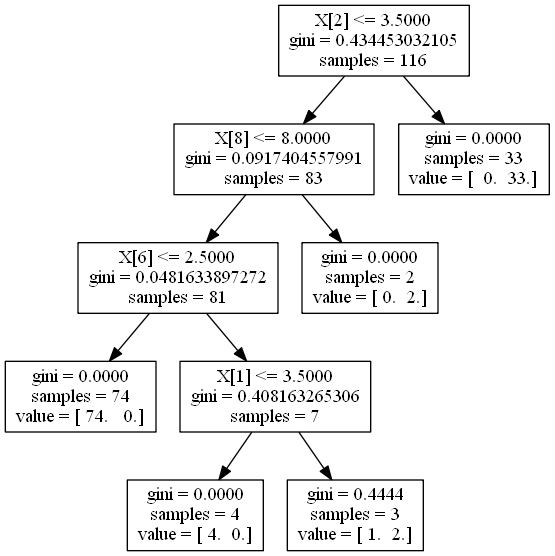 X[2] <= 3.5000
gini = 0.434453032105
samples = 116
X[8] <= 8.0000
gini = 0.0917404557991
samples = 83
gini = 0.0000
samples = 33
value = [  0.  33.]
X[6] <= 2.5000
gini = 0.0481633897272
samples = 81
gini = 0.0000
samples = 2
value = [ 0.  2.]
gini = 0.0000
samples = 74
value = [ 74.   0.]
X[1] <= 3.5000
gini = 0.408163265306
samples = 7
gini = 0.0000
samples = 4
value = [ 4.  0.]
gini = 0.4444
samples = 3
value = [ 1.  2.]